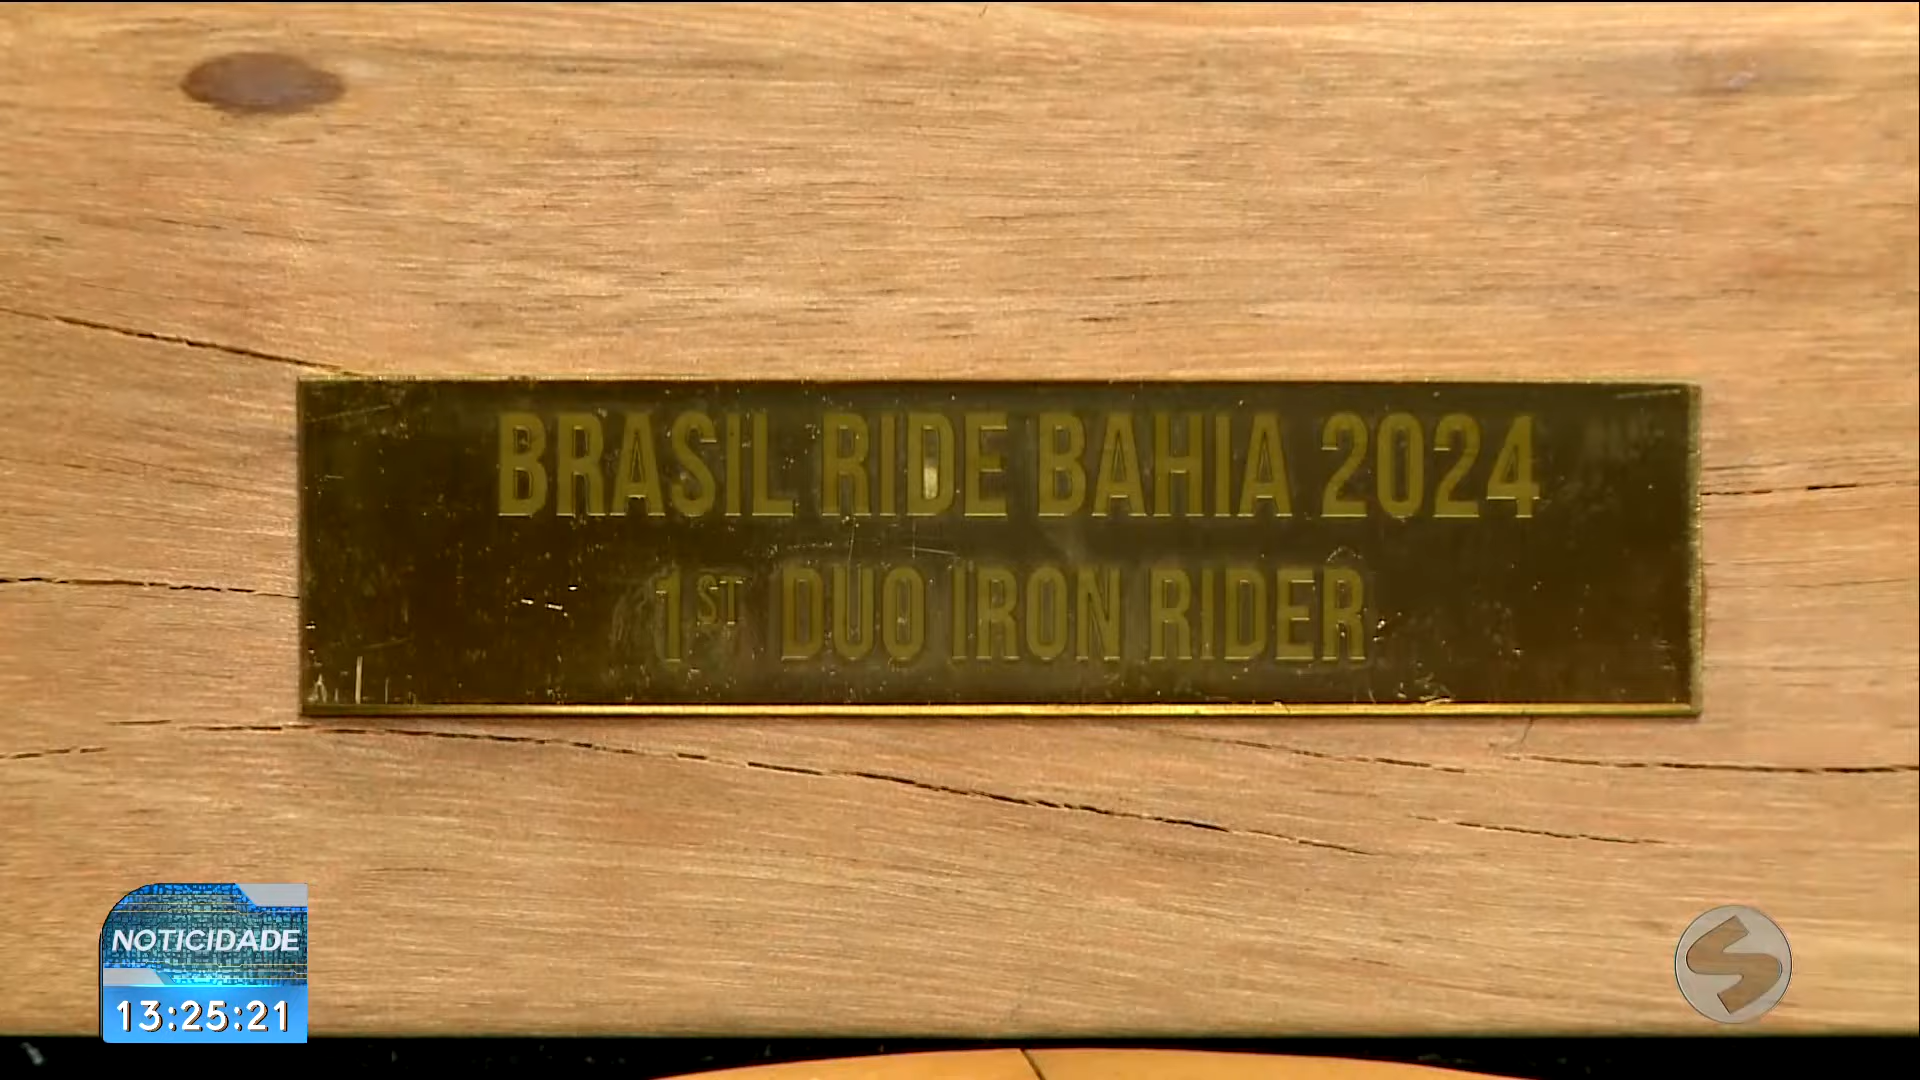 BRASIL RIDE BAHIA 2024
1ST DUO IRON RIDER
NOTICIDADE
13:25:21
S